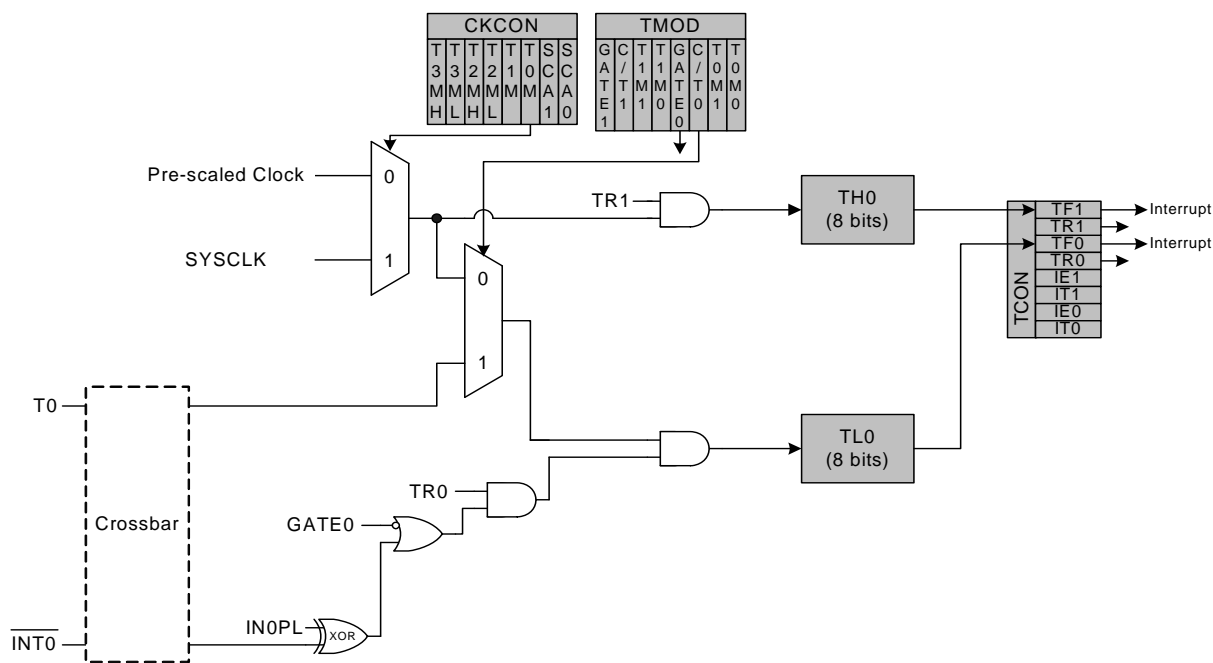 CKCON
T3MH T3ML T2MH T2ML T1M T0M SCA1 SCA0
TMOD
GATE1 C/T1 T1M1 T1M0 GATE0 C/T0 T0M1 T0M0
Pre-scaled Clock
0
SYSCLK
1
TR1
TH0
(8 bits)
TF1
Interrupt
TR1
TF0
Interrupt
TR0
IE1
IT1
IE0
IT0
TCON
0
1
T0
Crossbar
TL0
(8 bits)
TR0
GATE0
IN0PL
XOR
INT0